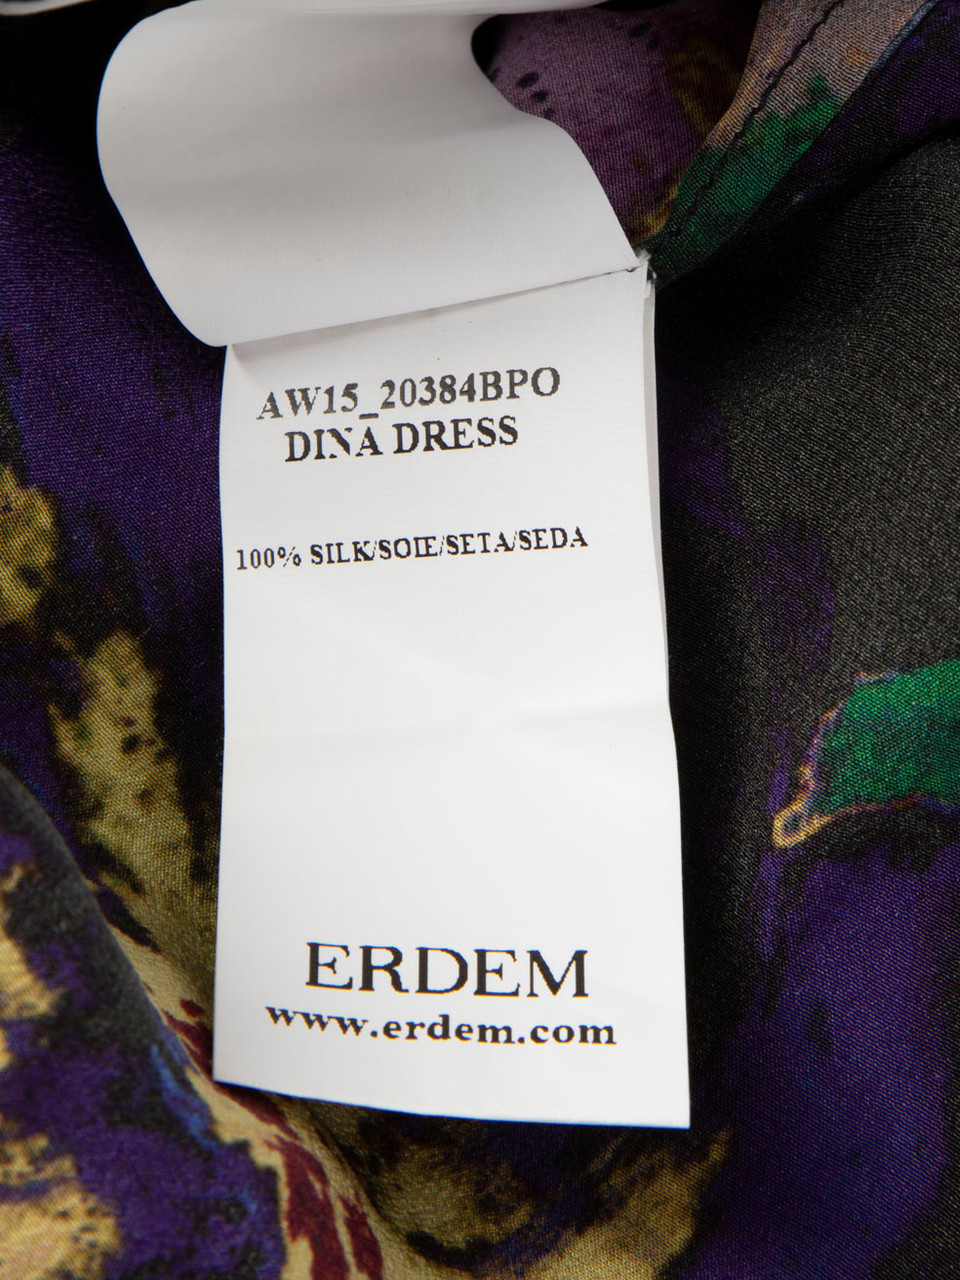 AW15_20384BPO
DINA DRESS
100% SILK/SOIE/SETA/SEDA
ERDEM
www.erdem.com